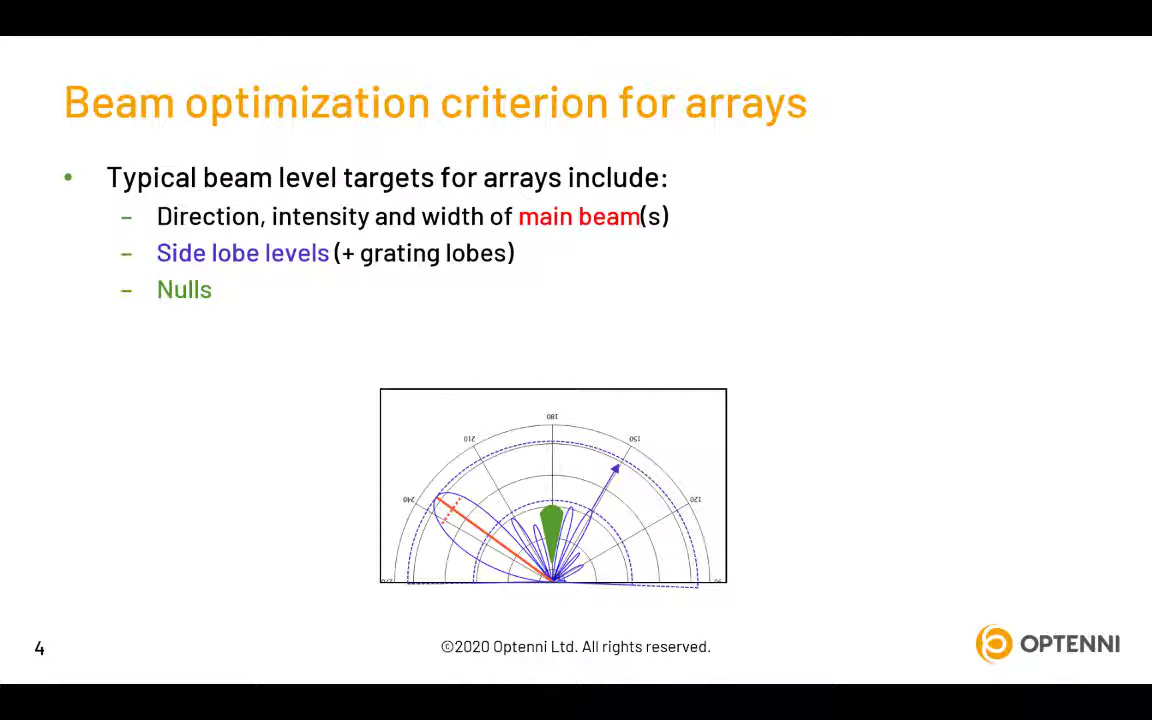 Beam optimization criterion for arrays
• Typical beam level targets for arrays include:
– Direction, intensity and width of main beam(s)
– Side lobe levels (+ grating lobes)
– Nulls
180
210
150
240
120
4
©2020 Optenni Ltd. All rights reserved.
OPTENNI